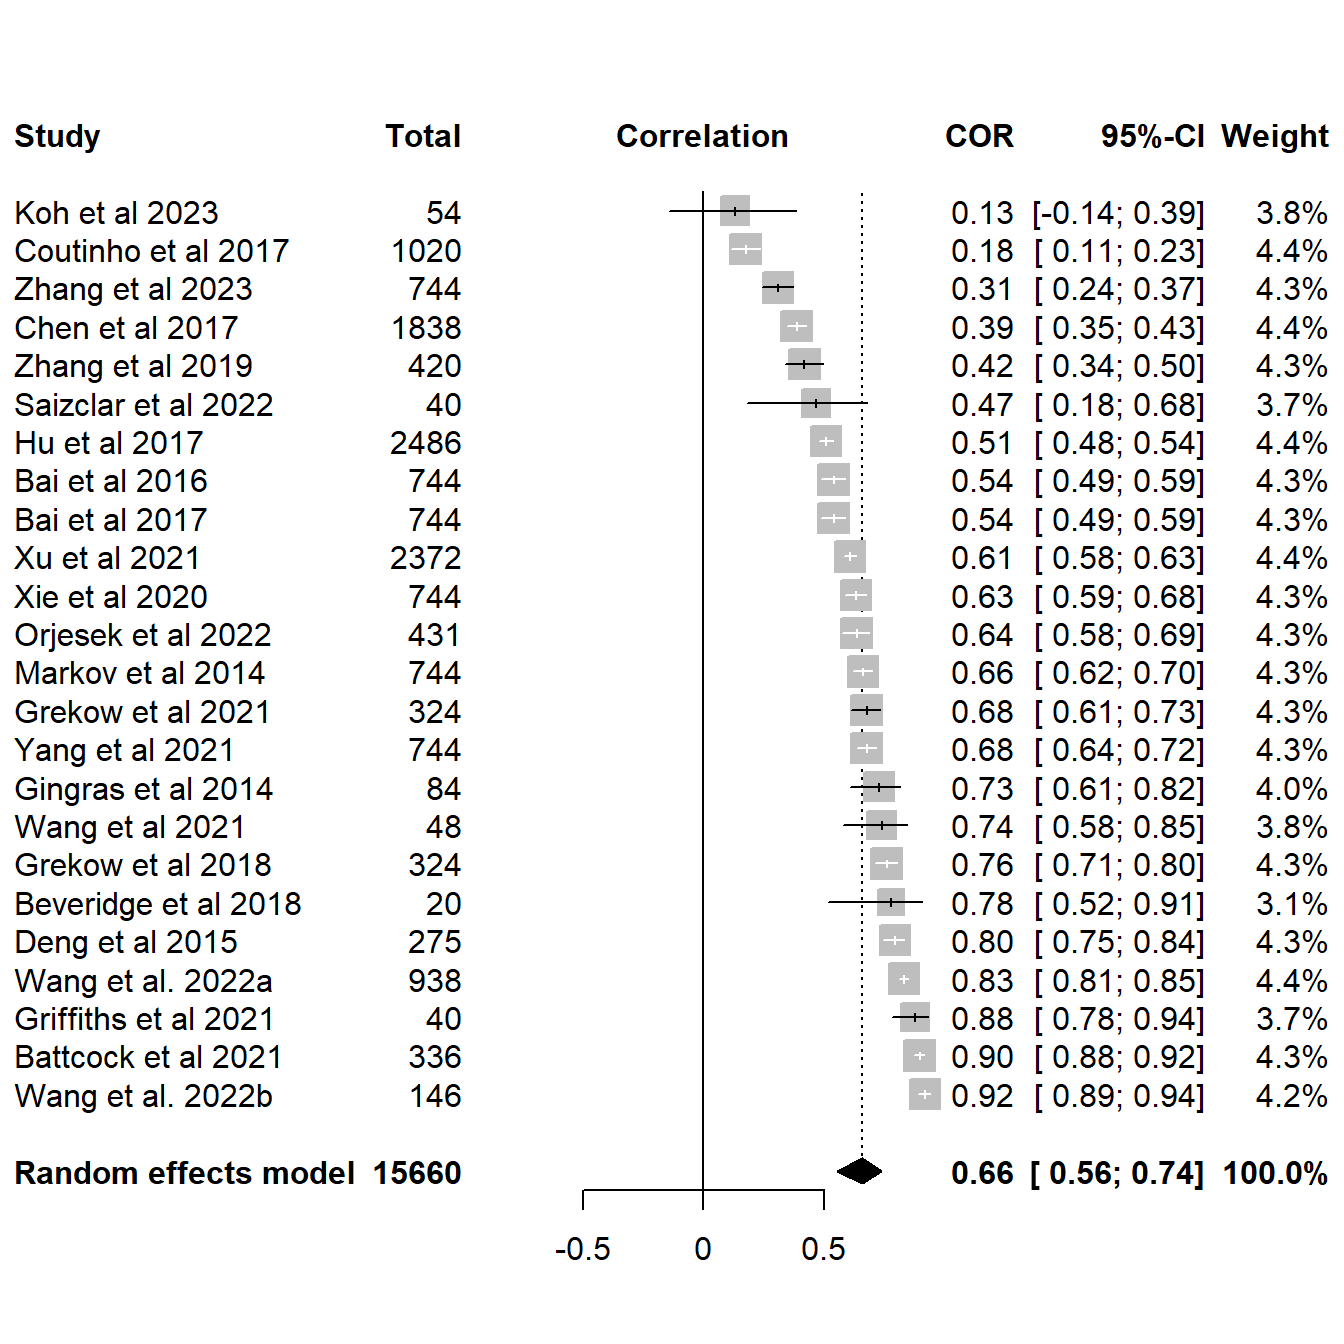 Study Total Correlation COR 95%-CI Weight
Koh et al 2023 54 0.13 [-0.14; 0.39] 3.8%
Coutinho et al 2017 1020 0.18 [ 0.11; 0.23] 4.4%
Zhang et al 2023 744 0.31 [ 0.24; 0.37] 4.3%
Chen et al 2017 1838 0.39 [ 0.35; 0.43] 4.4%
Zhang et al 2019 420 0.42 [ 0.34; 0.50] 4.3%
Saizclar et al 2022 40 0.47 [ 0.18; 0.68] 3.7%
Hu et al 2017 2486 0.51 [ 0.48; 0.54] 4.4%
Bai et al 2016 744 0.54 [ 0.49; 0.59] 4.3%
Bai et al 2017 744 0.54 [ 0.49; 0.59] 4.3%
Xu et al 2021 2372 0.61 [ 0.58; 0.63] 4.4%
Xie et al 2020 744 0.63 [ 0.59; 0.68] 4.3%
Orjesek et al 2022 431 0.64 [ 0.58; 0.69] 4.3%
Markov et al 2014 744 0.66 [ 0.62; 0.70] 4.3%
Grekow et al 2021 324 0.68 [ 0.61; 0.73] 4.3%
Yang et al 2021 744 0.68 [ 0.64; 0.72] 4.3%
Gingras et al 2014 84 0.73 [ 0.61; 0.82] 4.0%
Wang et al 2021 48 0.74 [ 0.58; 0.85] 3.8%
Grekow et al 2018 324 0.76 [ 0.71; 0.80] 4.3%
Beveridge et al 2018 20 0.78 [ 0.52; 0.91] 3.1%
Deng et al 2015 275 0.80 [ 0.75; 0.84] 4.3%
Wang et al. 2022a 938 0.83 [ 0.81; 0.85] 4.4%
Griffiths et al 2021 40 0.88 [ 0.78; 0.94] 3.7%
Battcock et al 2021 336 0.90 [ 0.88; 0.92] 4.3%
Wang et al. 2022b 146 0.92 [ 0.89; 0.94] 4.2%
Random effects model 15660 0.66 [ 0.56; 0.74] 100.0%
-0.5 0 0.5